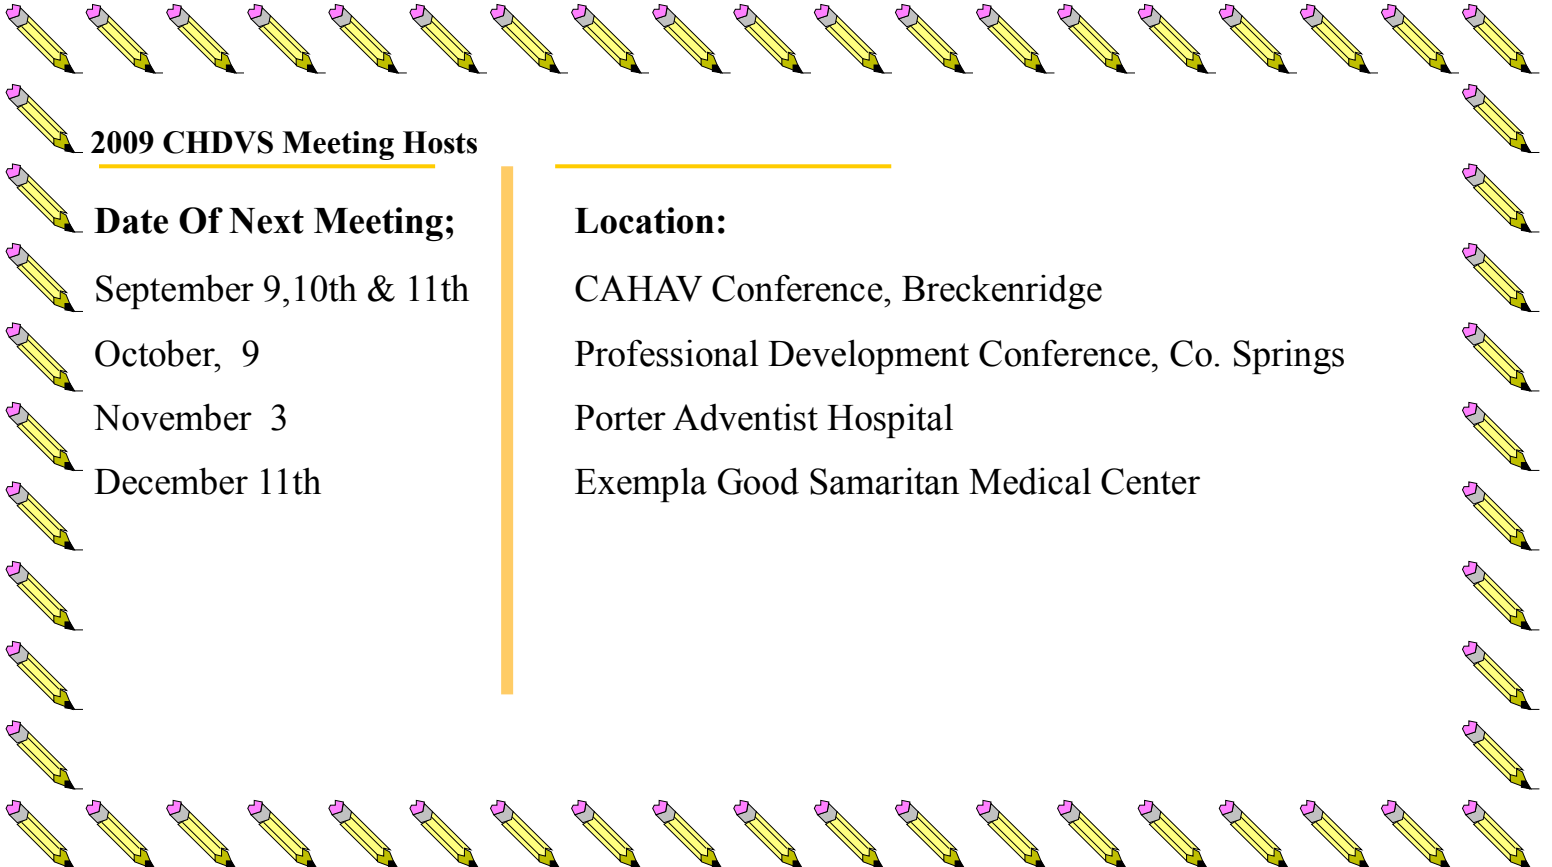 2009 CHDVS Meeting Hosts
Date Of Next Meeting; Location:
September 9,10th & 11th CAHAV Conference, Breckenridge
October,  9 Professional Development Conference, Co. Springs
November  3 Porter Adventist Hospital
December 11th Exempla Good Samaritan Medical Center